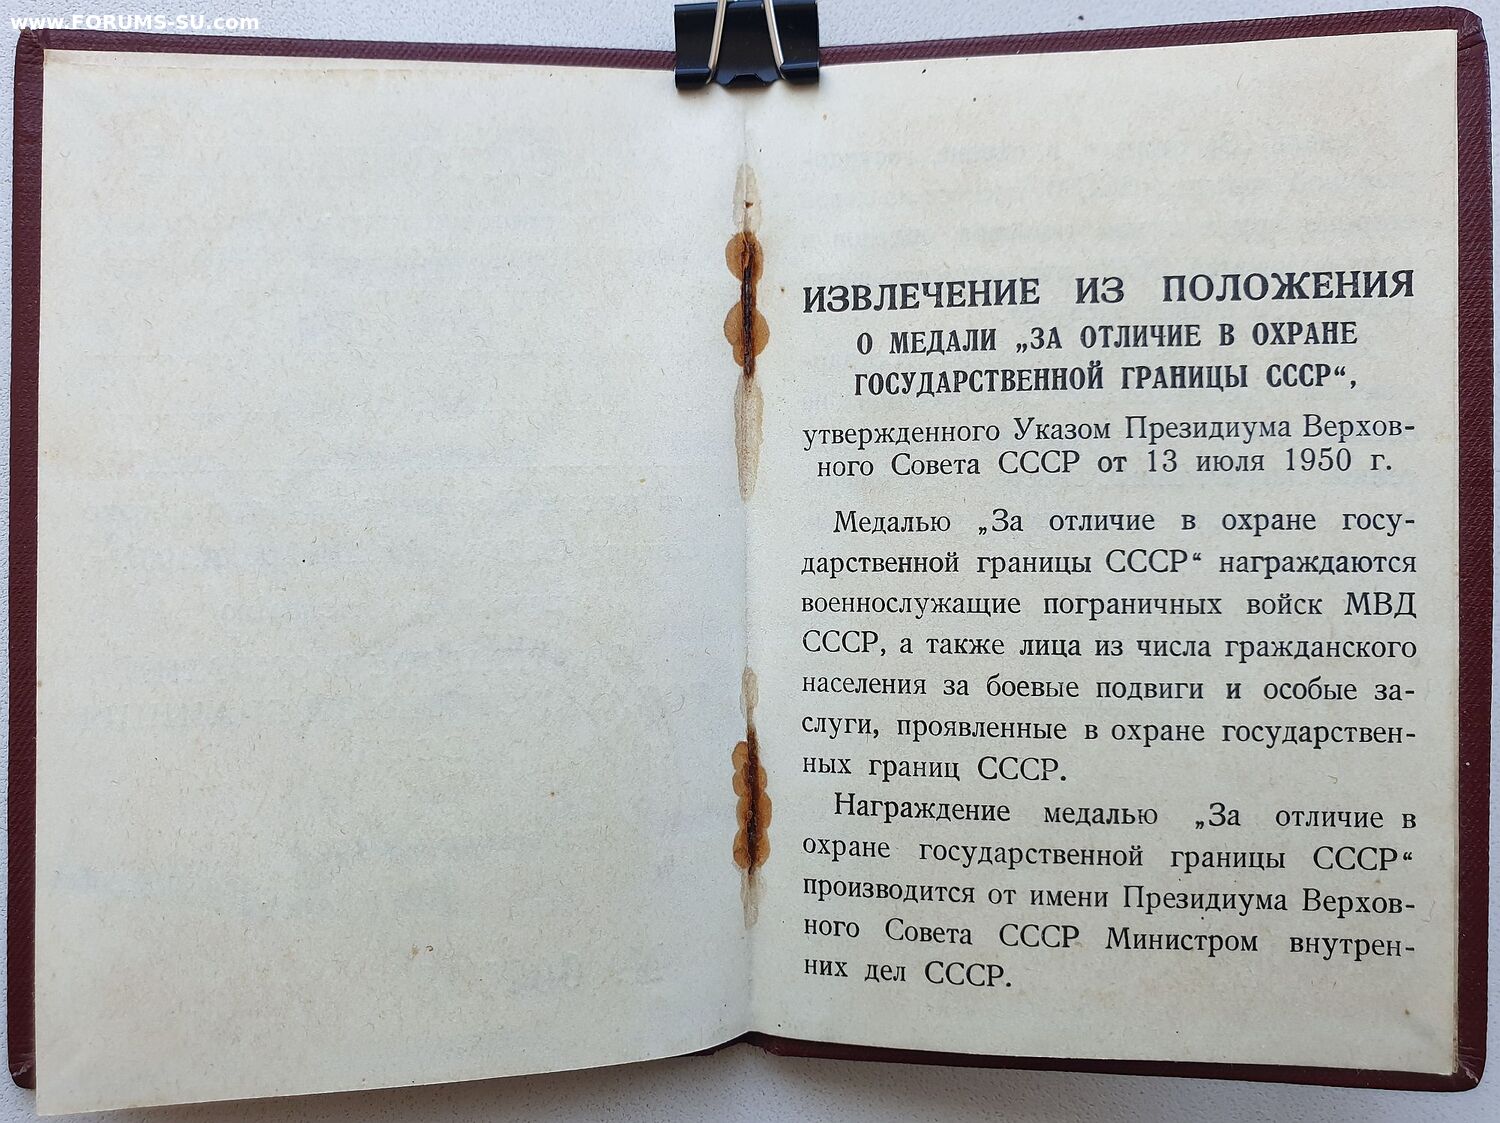 www.FORUMS-SU.com
ИЗВЛЕЧЕНИЕ ИЗ ПОЛОЖЕНИЯ
О МЕДАЛИ „ЗА ОТЛИЧИЕ В ОХРАНЕ
ГОСУДАРСТВЕННОЙ ГРАНИЦЫ СССР“,
утвержденного Указом Президиума Верхов-
ного Совета СССР от 13 июля 1950 г.
Медалью „За отличие в охране госу-
дарственной границы СССР“ награждаются
военнослужащие пограничных войск МВД
СССР, а также лица из числа гражданского
населения за боевые подвиги и особые за-
слуги, проявленные в охране государствен-
ных границ СССР.
Награждение медалью „За отличие в
охране государственной границы СССР“
производится от имени Президиума Верхов-
ного Совета СССР Министром внутрен-
них дел СССР.